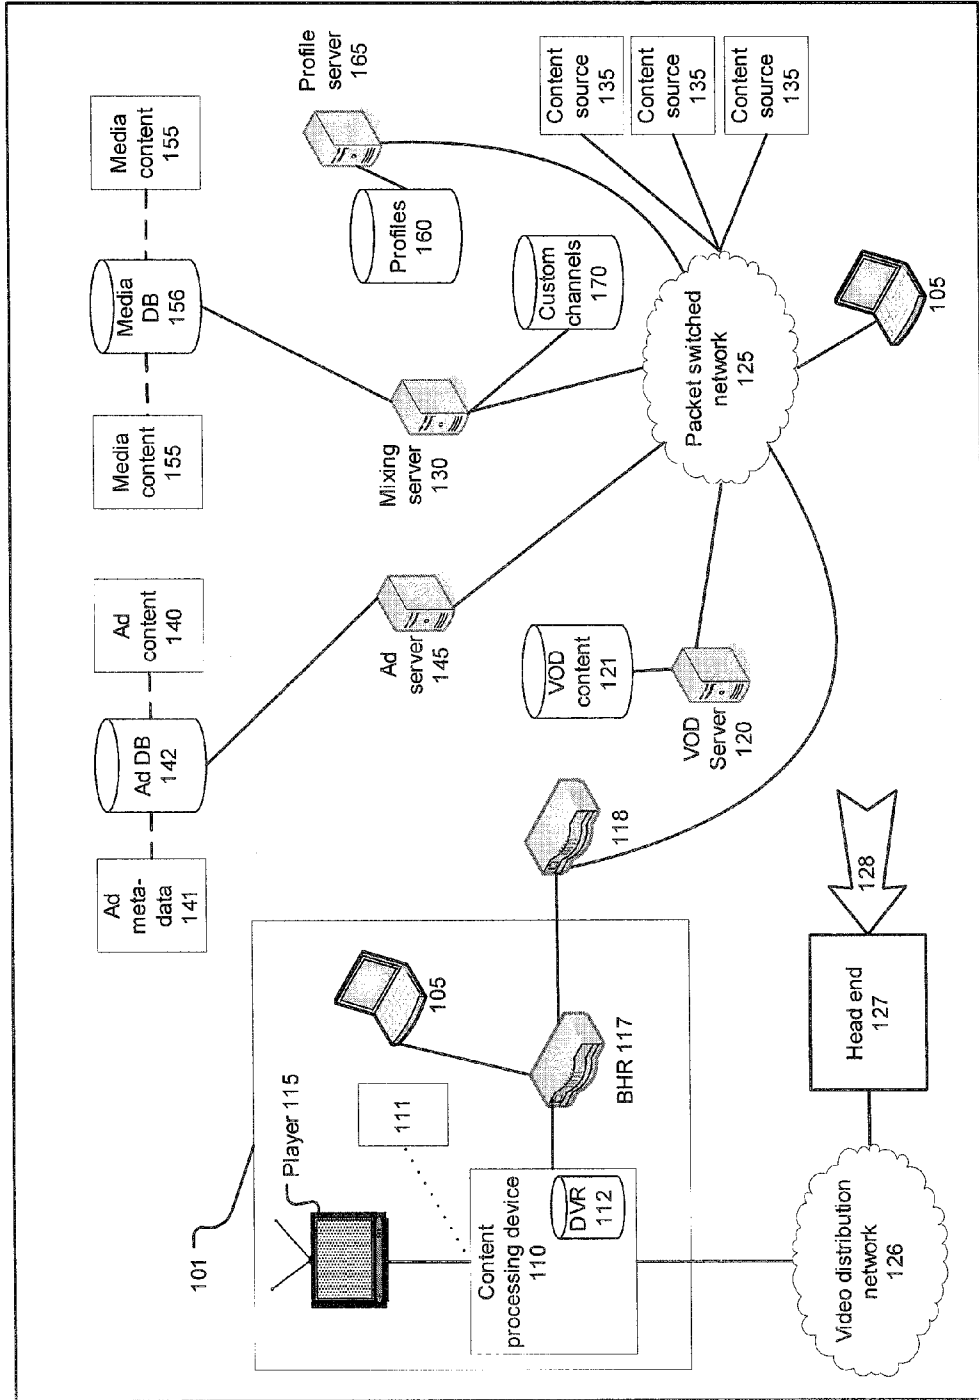 Ad
meta-
data
141
Ad DB
142
Ad
content
140
Media
content
155
Media
DB
156
Media
content
155
101
Player 115
111
105
Ad
server
145
Mixing
server
130
Profile
server
165
Profiles
160
Custom
channels
170
Content
processing device
110
DVR
112
BHR 117
118
VOD
content
121
VOD
Server
120
Packet switched
network
125
Content
source
135
Content
source
135
Content
source
135
105
Video distribution
network
126
Head end
127
128